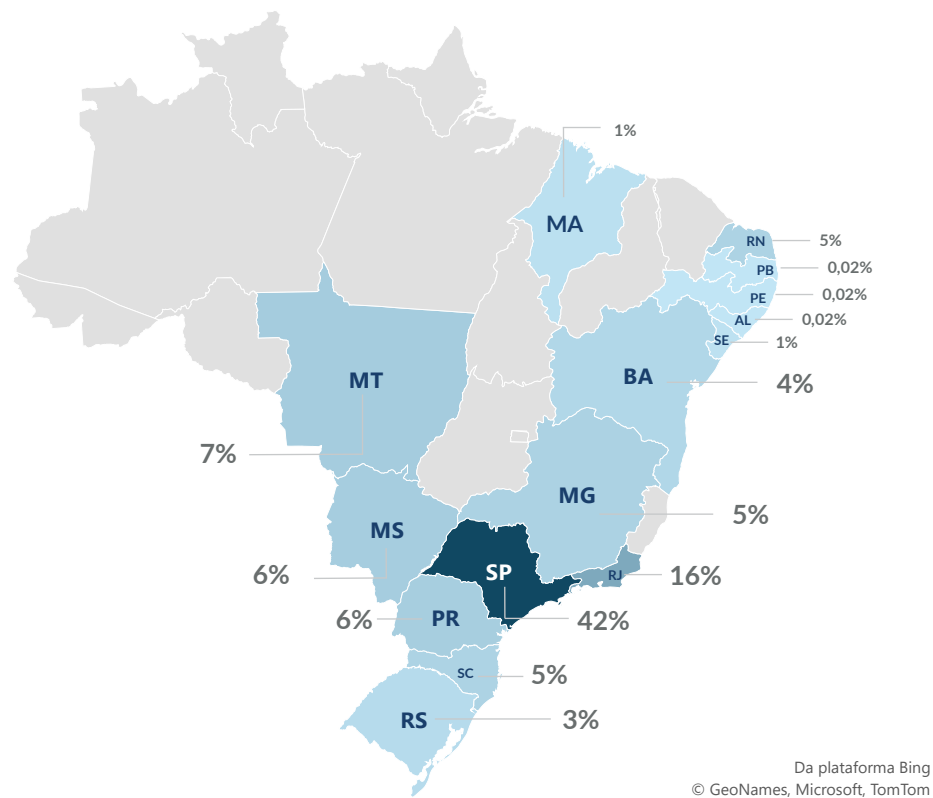 1%
MA
RN 5%
PB 0,02%
PE 0,02%
AL 0,02%
SE 1%
BA 4%
MT
7%
MG 5%
MS
6%
SP
RJ 16%
6% PR
42%
SC 5%
RS 3%
Da plataforma Bing
© GeoNames, Microsoft, TomTom